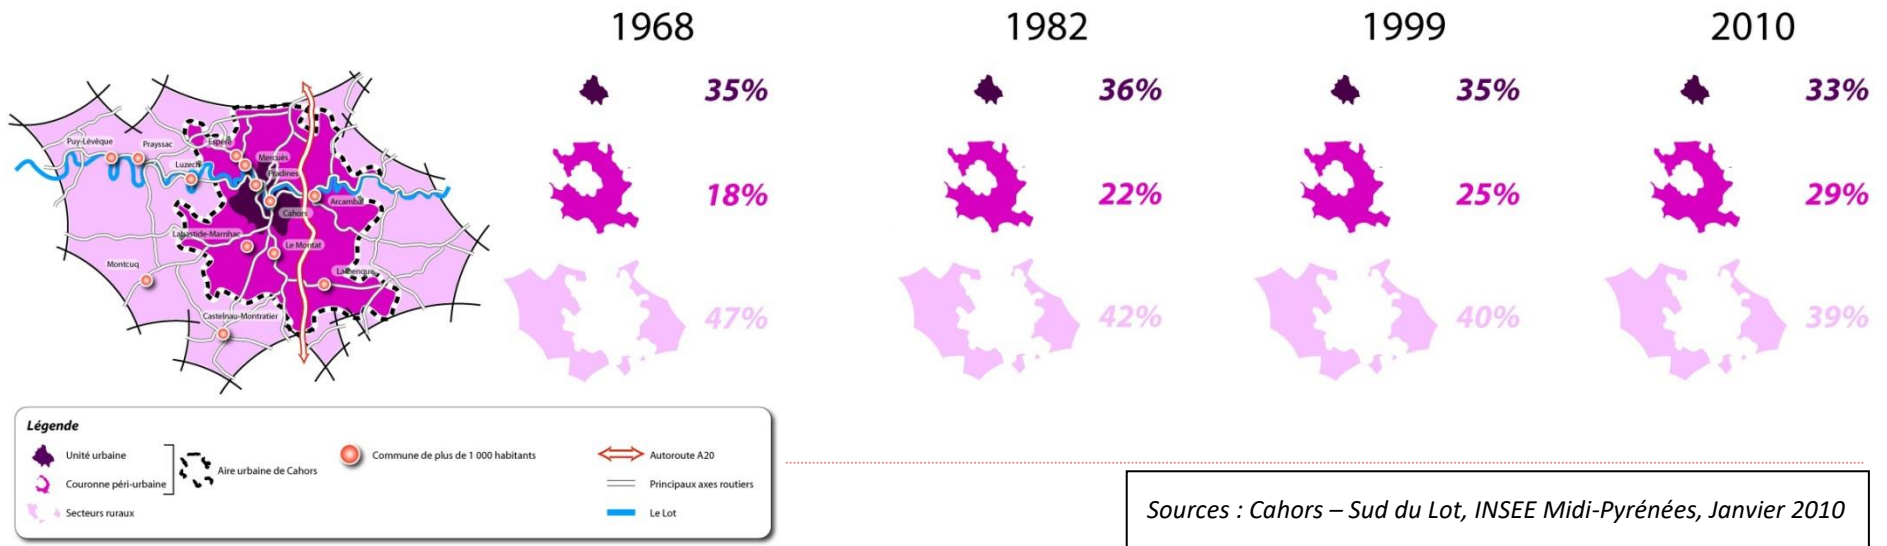 1968
1982
1999
2010
35%
36%
35%
33%
18%
22%
25%
29%
47%
42%
40%
39%
Puy-Lévêque
Prayssac
Espère
Mercuès
Luzech
Pradines
Arcambal
Cahors
Labastide-Marnhac
Le Montat
Montcuq
Lalbenque
Castelnau-Montratier
Légende
Unité urbaine
Couronne péri-urbaine
Secteurs ruraux
Aire urbaine de Cahors
Commune de plus de 1 000 habitants
Autoroute A20
Principaux axes routiers
Le Lot
Sources : Cahors – Sud du Lot, INSEE Midi-Pyrénées, Janvier 2010